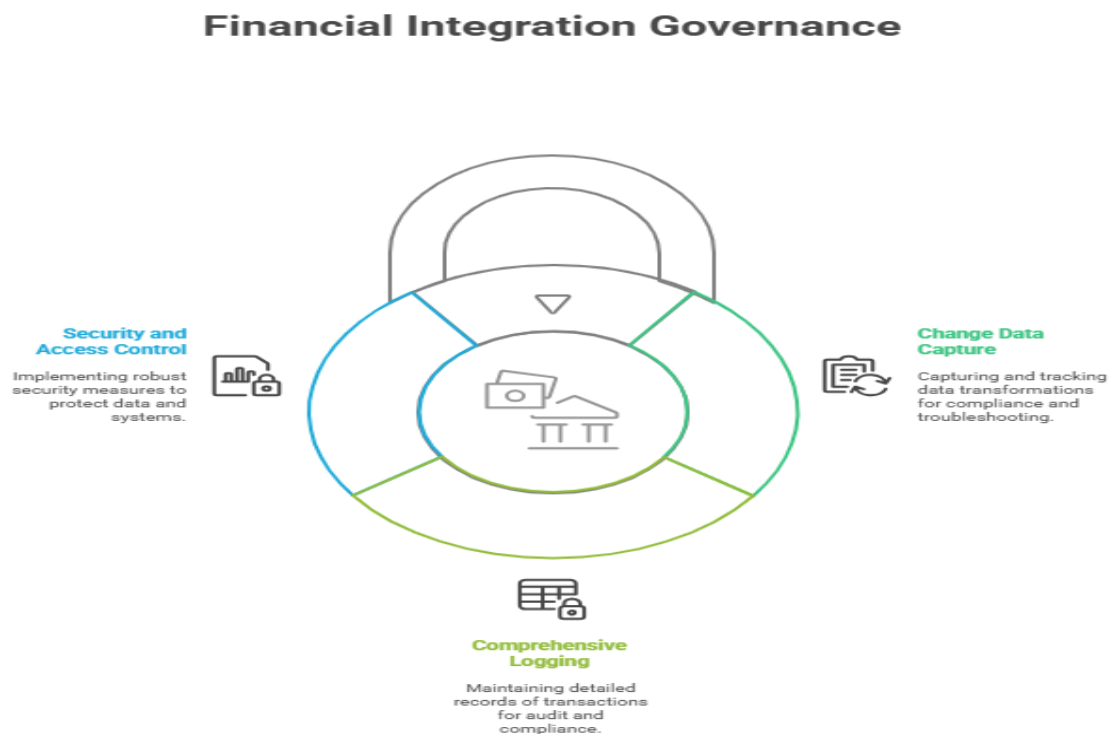 Financial Integration Governance
Security and
Access Control
Implementing robust
security measures to
protect data and
systems.
Change Data
Capture
Capturing and tracking
data transformations
for compliance and
troubleshooting.
Comprehensive
Logging
Maintaining detailed
records of transactions
for audit and
compliance.